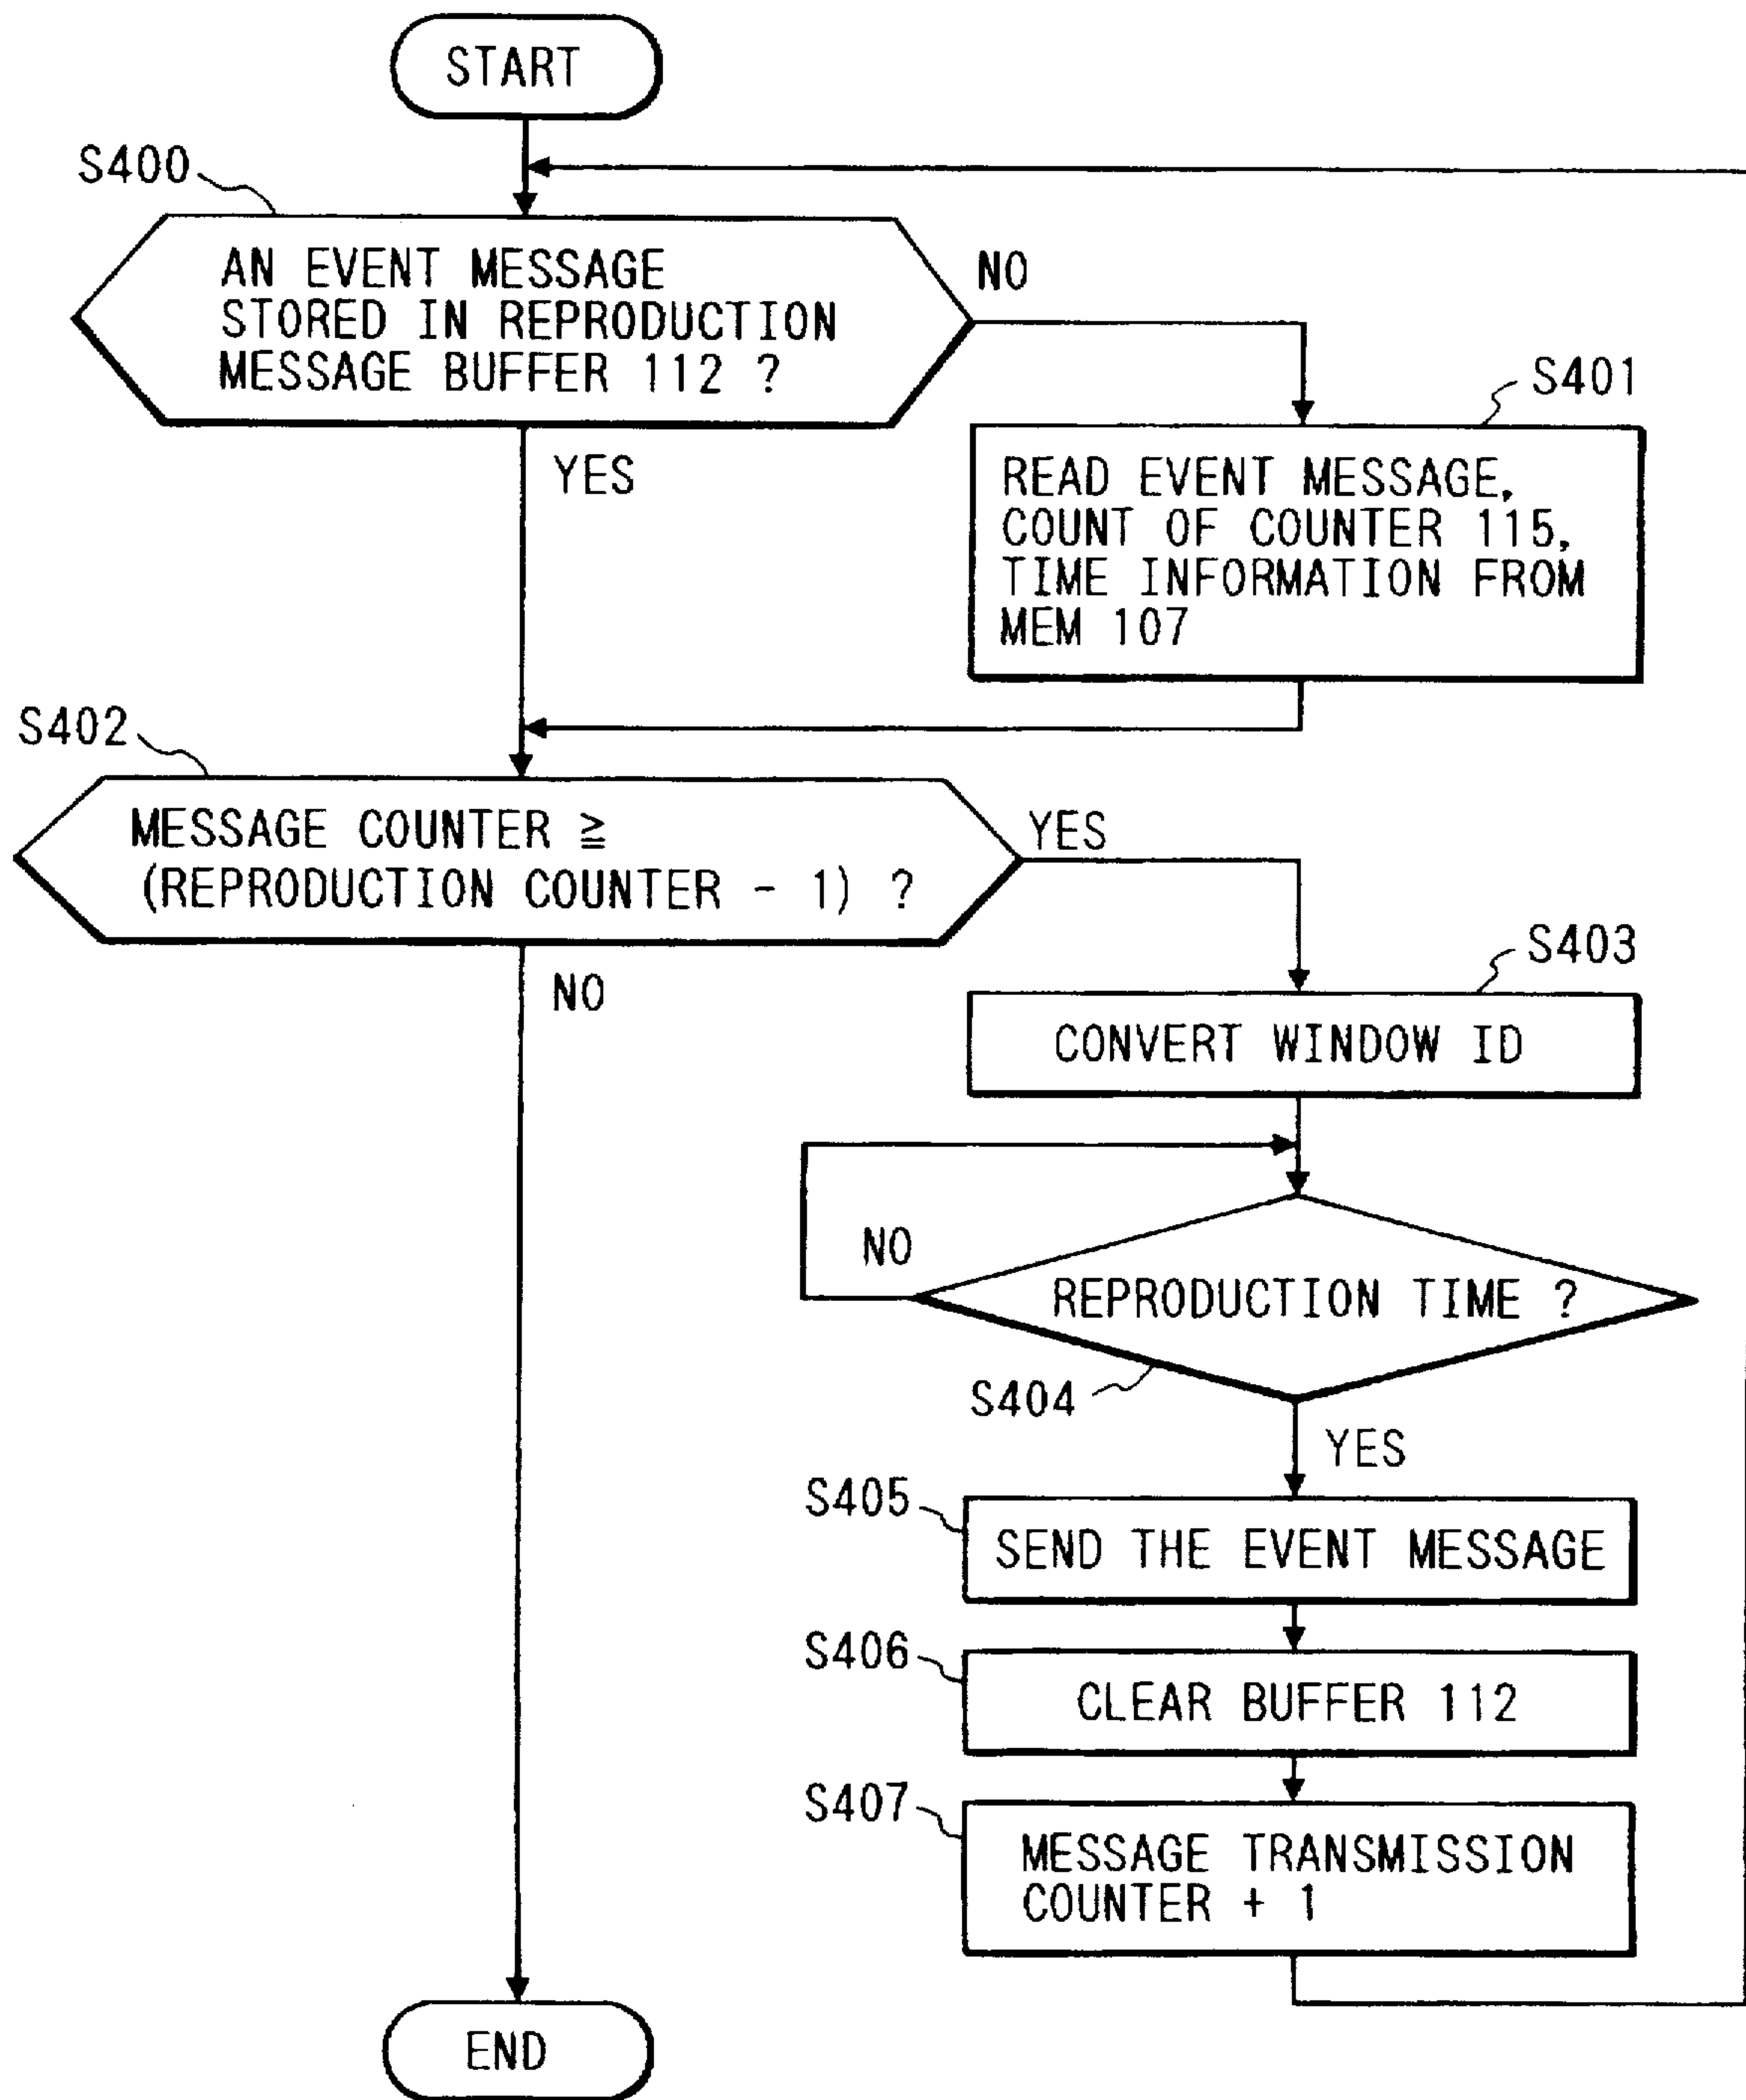 START
S400
AN EVENT MESSAGE
STORED IN REPRODUCTION
MESSAGE BUFFER 112 ?
NO
YES
S401
READ EVENT MESSAGE,
COUNT OF COUNTER 115,
TIME INFORMATION FROM
MEM 107
S402
MESSAGE COUNTER ≧
(REPRODUCTION COUNTER - 1) ?
YES
NO
S403
CONVERT WINDOW ID
NO
REPRODUCTION TIME ?
S404
YES
S405
SEND THE EVENT MESSAGE
S406
CLEAR BUFFER 112
S407
MESSAGE TRANSMISSION
COUNTER + 1
END